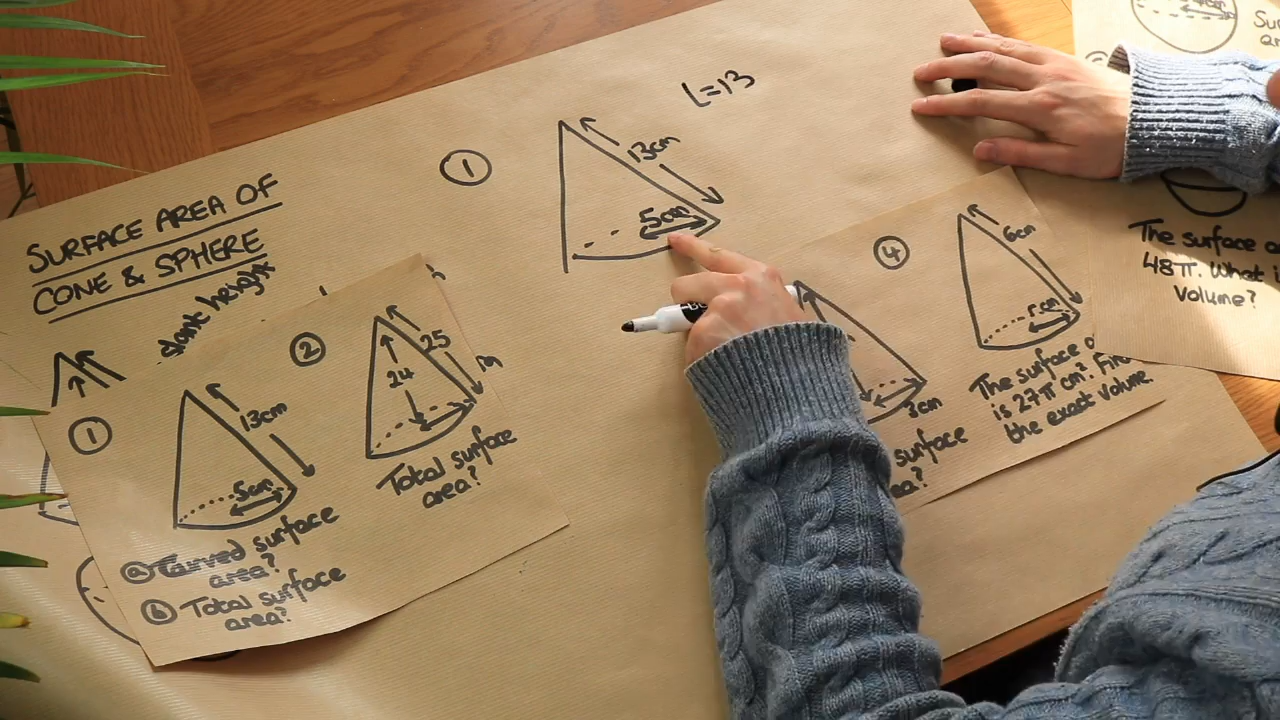 SURFACE AREA OF
CONE & SPHERE
slant height
①
13cm
5cm
L=13
①
13cm
5cm
ⓐ Curved surface
area?
ⓑ Total surface
area?
②
25
24
Total surface
area?
3cm
surface
④
6cm
rcm
The surface
is 27π cm². Find
the exact volume.
The surface
48π. What
Volume?